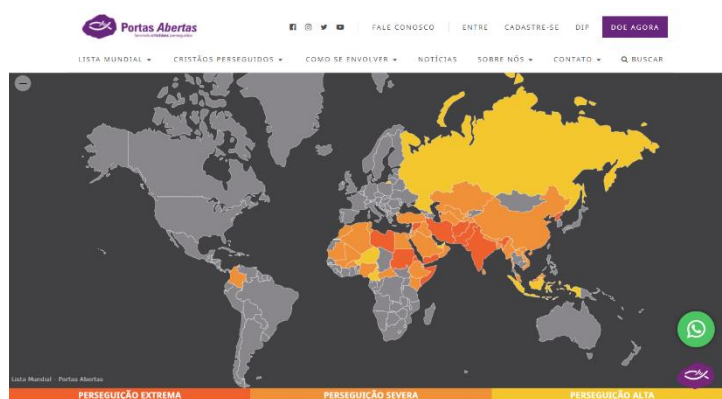 Portas Abertas
FALE CONOSCO ENTRE CADASTRE-SE DIP DOE AGORA
LISTA MUNDIAL CRISTÃOS PERSEGUIDOS COMO SE ENVOLVER NOTÍCIAS SOBRE NÓS CONTATO BUSCAR
Lista Mundial - Portas Abertas
PERSEGUIÇÃO EXTREMA PERSEGUIÇÃO SEVERA PERSEGUIÇÃO ALTA